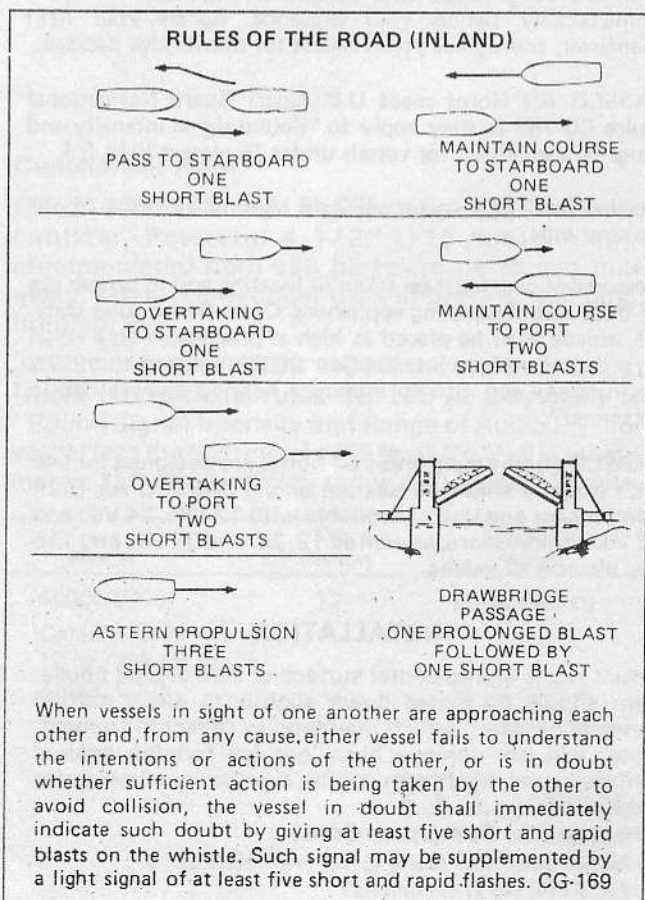 RULES OF THE ROAD (INLAND)
PASS TO STARBOARD
ONE
SHORT BLAST
MAINTAIN COURSE
TO STARBOARD
ONE
SHORT BLAST
OVERTAKING
TO STARBOARD
ONE
SHORT BLAST
MAINTAIN COURSE
TO PORT
TWO
SHORT BLASTS
OVERTAKING
TO PORT
TWO
SHORT BLASTS
ASTERN PROPULSION
THREE
SHORT BLASTS
DRAWBRIDGE
PASSAGE
ONE PROLONGED BLAST
FOLLOWED BY
ONE SHORT BLAST
When vessels in sight of one another are approaching each
other and, from any cause, either vessel fails to understand
the intentions or actions of the other, or is in doubt
whether sufficient action is being taken by the other to
avoid collision, the vessel in doubt shall immediately
indicate such doubt by giving at least five short and rapid
blasts on the whistle. Such signal may be supplemented by
a light signal of at least five short and rapid flashes. CG-169